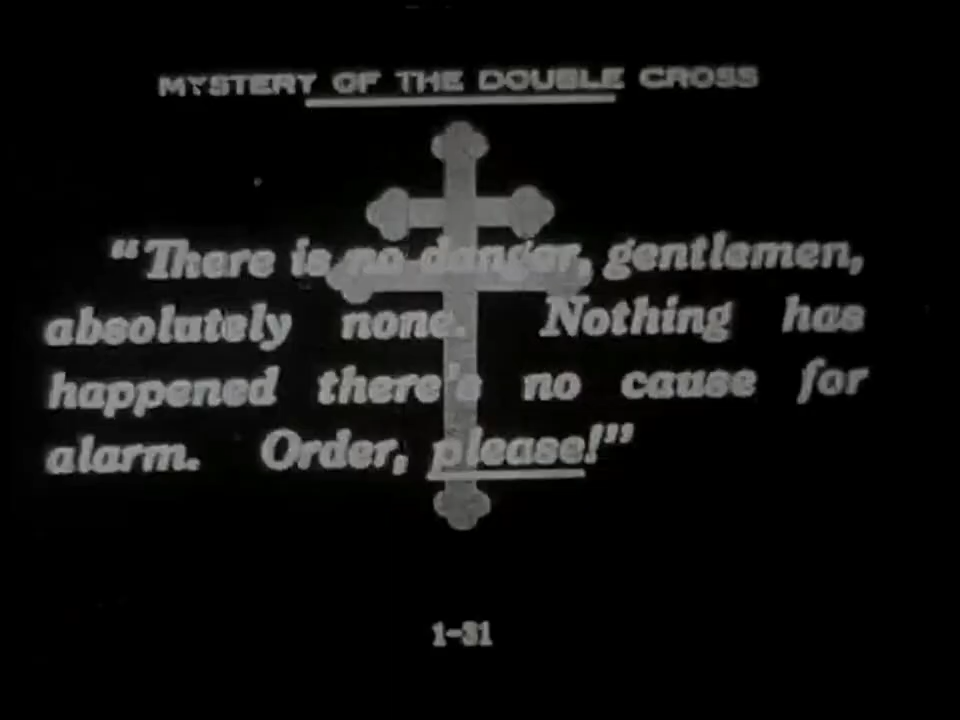 MYSTERY OF THE DOUBLE CROSS
"There is no danger, gentlemen,
absolutely none. Nothing has
happened there's no cause for
alarm. Order, please!"
1-31